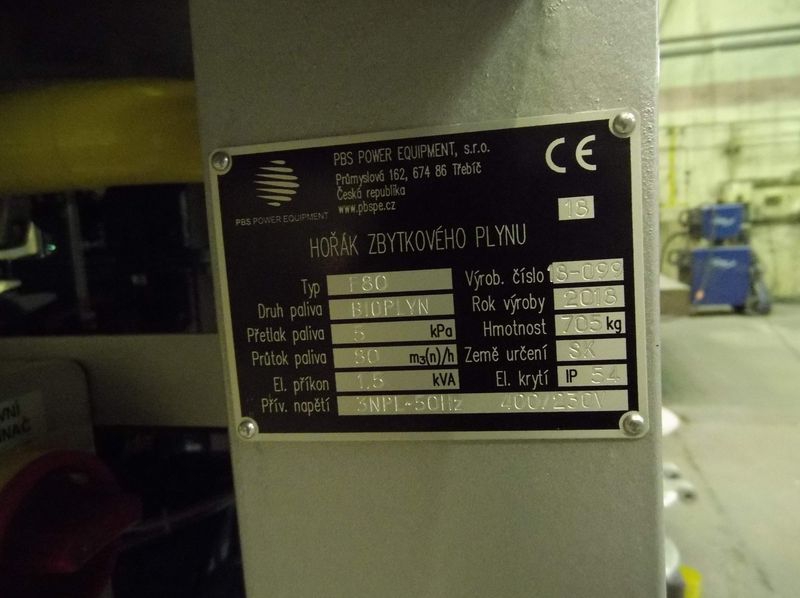 PBS POWER EQUIPMENT, s.r.o.
Průmyslová 162, 674 86 Třebíč
Česká republika
www.pbspe.cz
CE
18
PBS POWER EQUIPMENT
HOŘÁK ZBYTKOVÉHO PLYNU
Typ F80 Výrob. číslo 18-099
Druh paliva BIOPLYN Rok výroby 2018
Přetlak paliva 5 kPa Hmotnost 705 kg
Průtok paliva 80 m3(n)/h Země určení SK
El. příkon 1,5 kVA El. krytí IP 54
Přív. napětí 3NPE~50Hz 400/230V